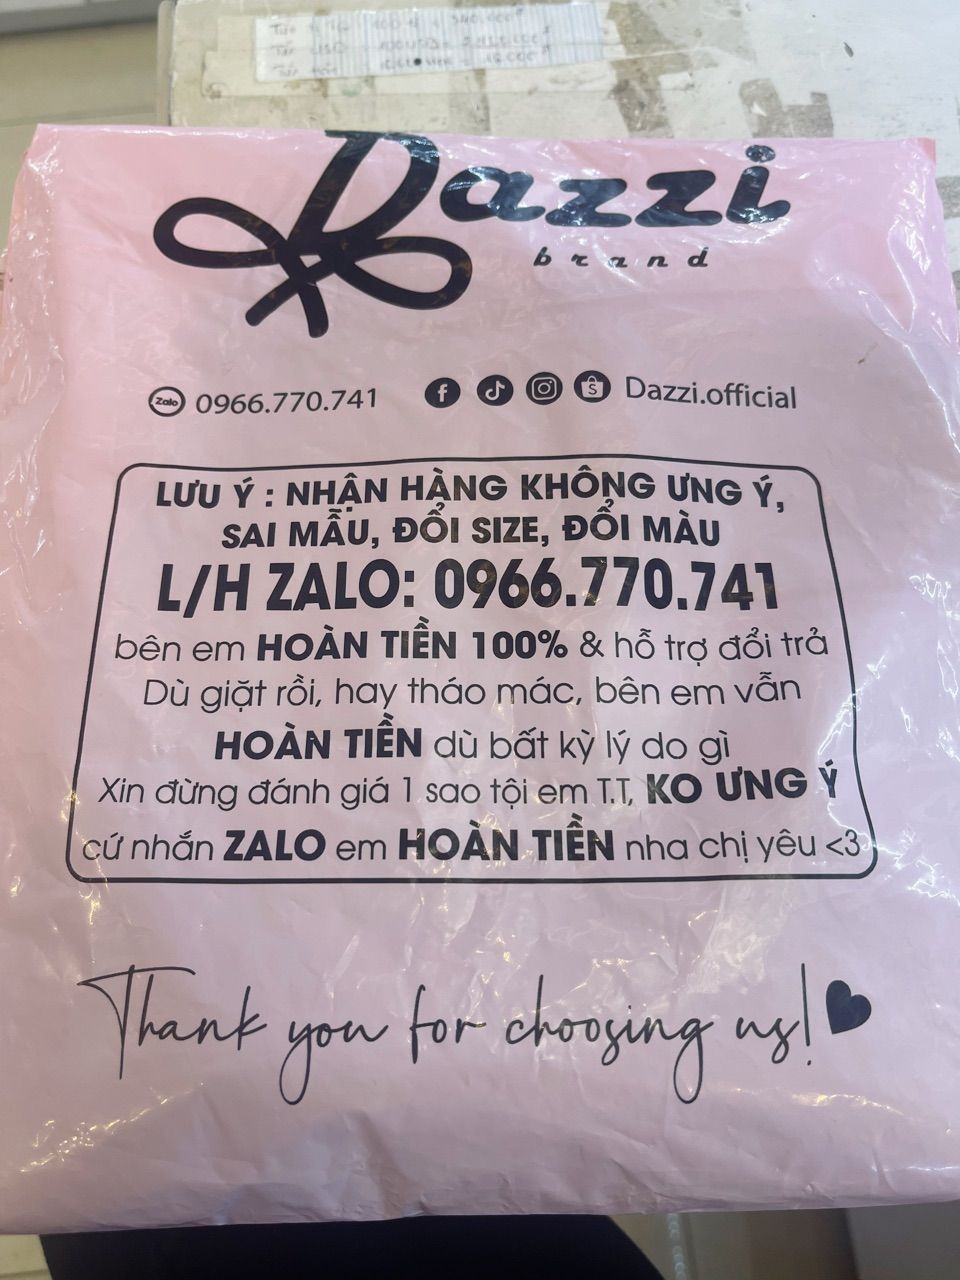 Dazzi
brand
Zalo 0966.770.741 Dazzi.official
LƯU Ý : NHẬN HÀNG KHÔNG ƯNG Ý,
SAI MẪU, ĐỔI SIZE, ĐỔI MÀU
L/H ZALO: 0966.770.741
bên em HOÀN TIỀN 100% & hỗ trợ đổi trả
Dù giặt rồi, hay tháo mác, bên em vẫn
HOÀN TIỀN dù bất kỳ lý do gì
Xin đừng đánh giá 1 sao tội em T.T, KO ƯNG Ý
cứ nhắn ZALO em HOÀN TIỀN nha chị yêu <3
Thank you for choosing us!